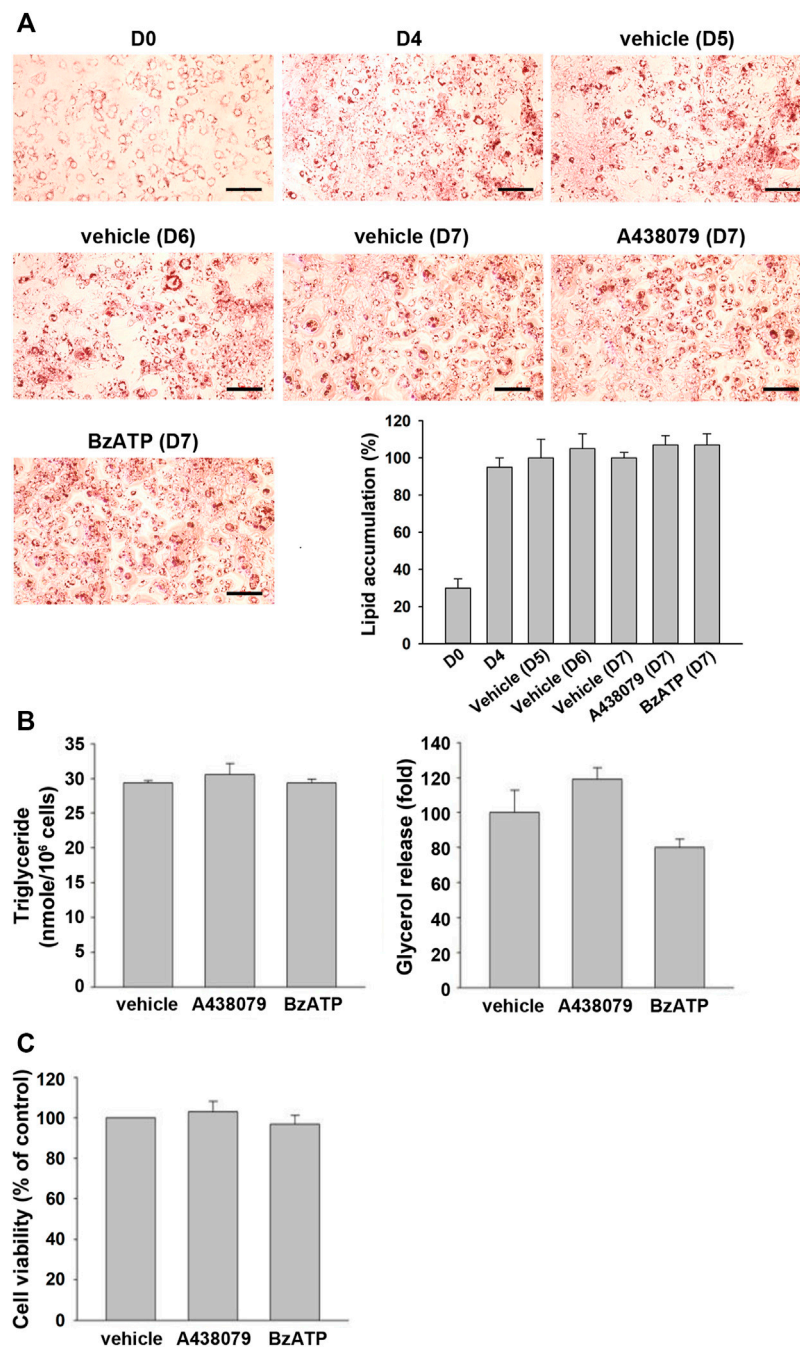 A
D0
D4
vehicle (D5)
vehicle (D6)
vehicle (D7)
A438079 (D7)
BzATP (D7)
Lipid accumulation (%)
120
100
80
60
40
20
0
D0
D4
Vehicle (D5)
Vehicle (D6)
Vehicle (D7)
A438079 (D7)
BzATP (D7)
B
Triglyceride
(nmole/10⁶ cells)
35
30
25
20
15
10
5
0
vehicle
A438079
BzATP
Glycerol release (fold)
140
120
100
80
60
40
20
0
vehicle
A438079
BzATP
C
Cell viability (% of control)
120
100
80
60
40
20
0
vehicle
A438079
BzATP